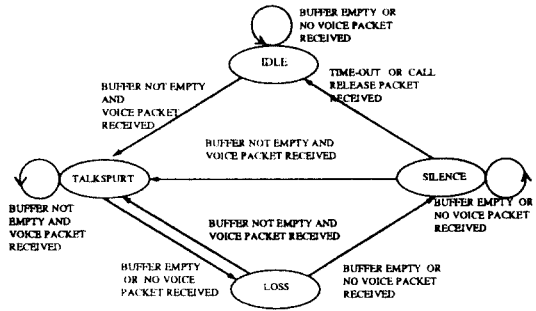 BUFFER EMPTY OR
NO VOICE PACKET
RECEIVED
IDLE
TIME-OUT OR CALL
RELEASE PACKET
RECEIVED
BUFFER NOT EMPTY
AND
VOICE PACKET
RECEIVED
BUFFER NOT EMPTY AND
VOICE PACKET RECEIVED
TALKSPURT
SILENCE
BUFFER NOT
EMPTY AND
VOICE PACKET
RECEIVED
BUFFER EMPTY OR
NO VOICE PACKET
RECEIVED
BUFFER NOT EMPTY AND
VOICE PACKET RECEIVED
BUFFER EMPTY
OR NO VOICE
PACKET RECEIVED
LOSS
BUFFER EMPTY OR
NO VOICE PACKET
RECEIVED